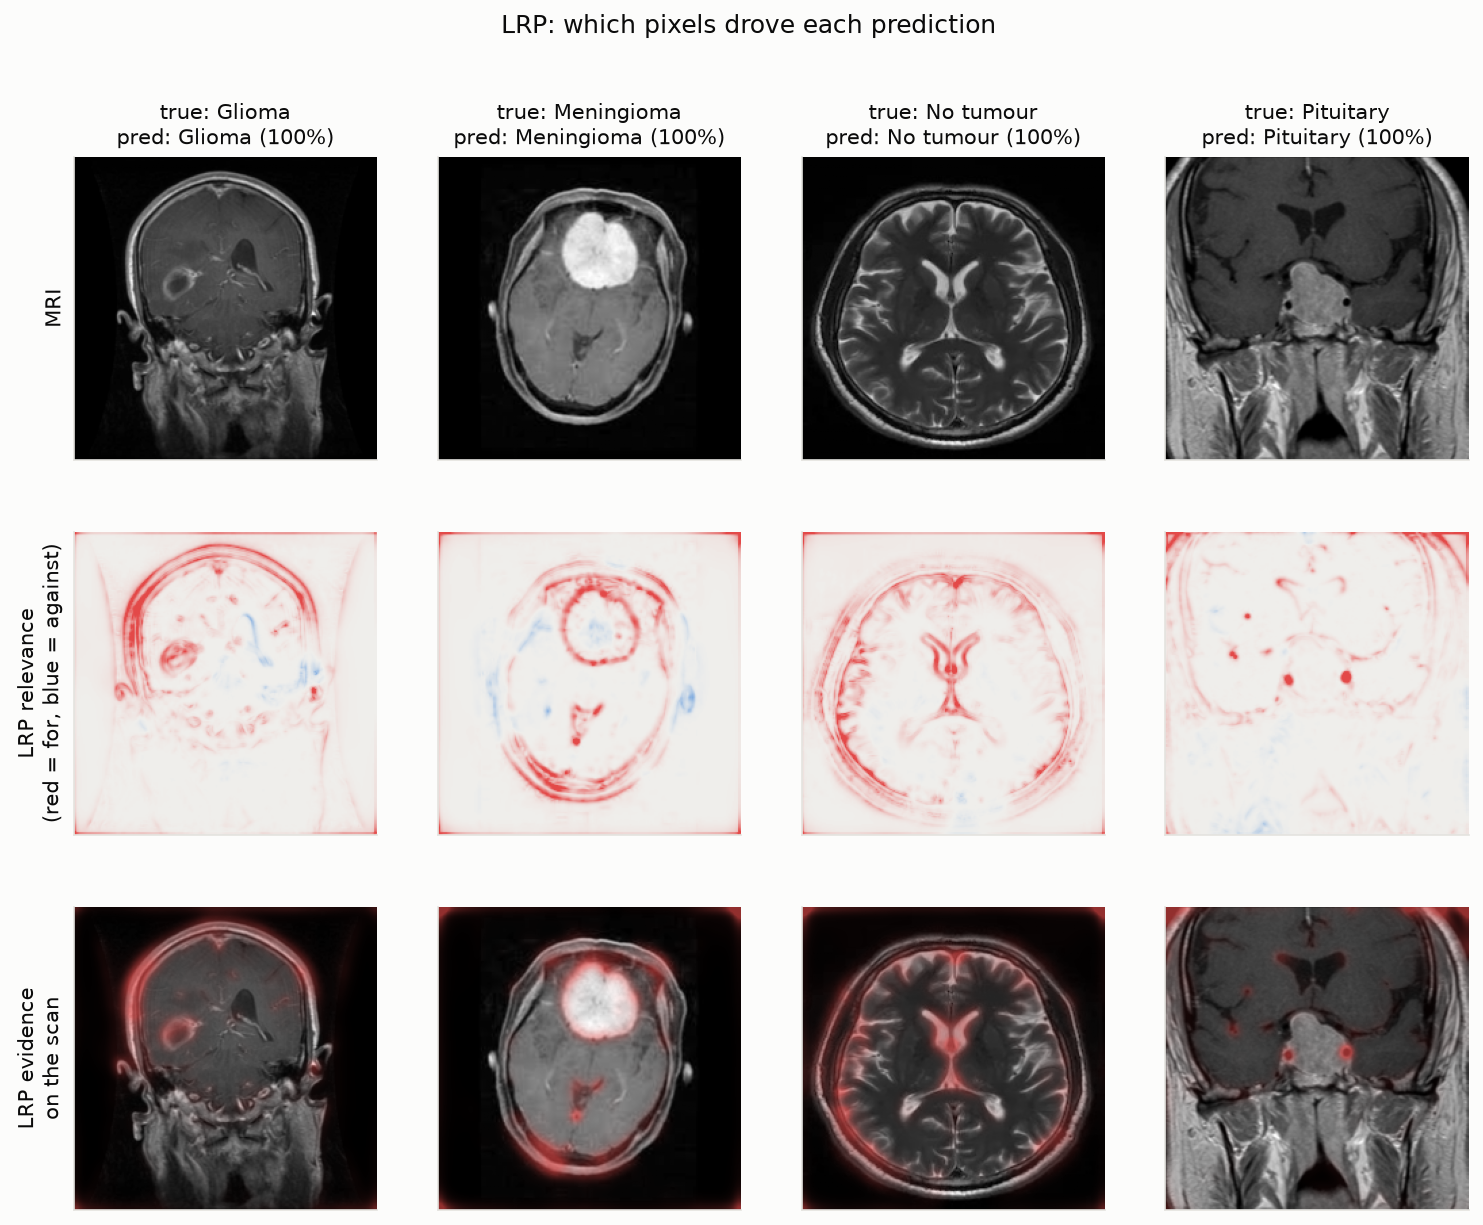 LRP: which pixels drove each prediction
true: Glioma
pred: Glioma (100%)
true: Meningioma
pred: Meningioma (100%)
true: No tumour
pred: No tumour (100%)
true: Pituitary
pred: Pituitary (100%)
MRI
LRP relevance
(red = for, blue = against)
LRP evidence
on the scan